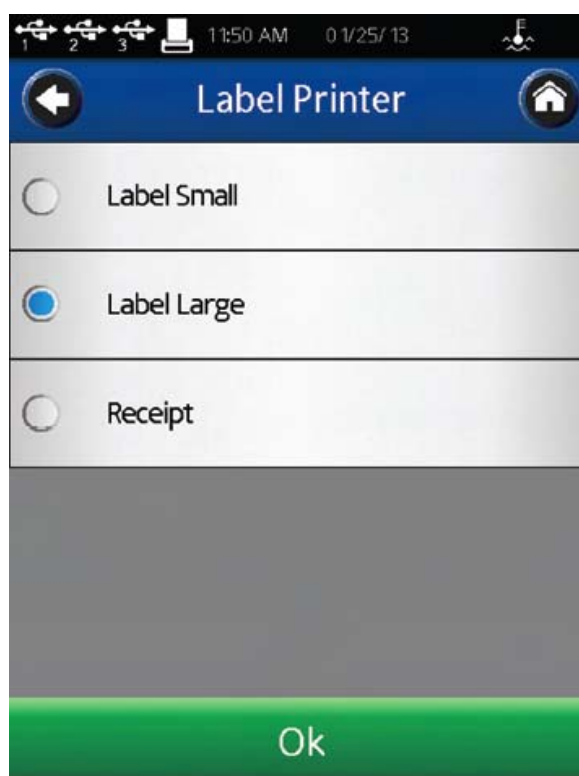 1 2 3 11:50 AM 01/25/13
Label Printer
Label Small
Label Large
Receipt
Ok